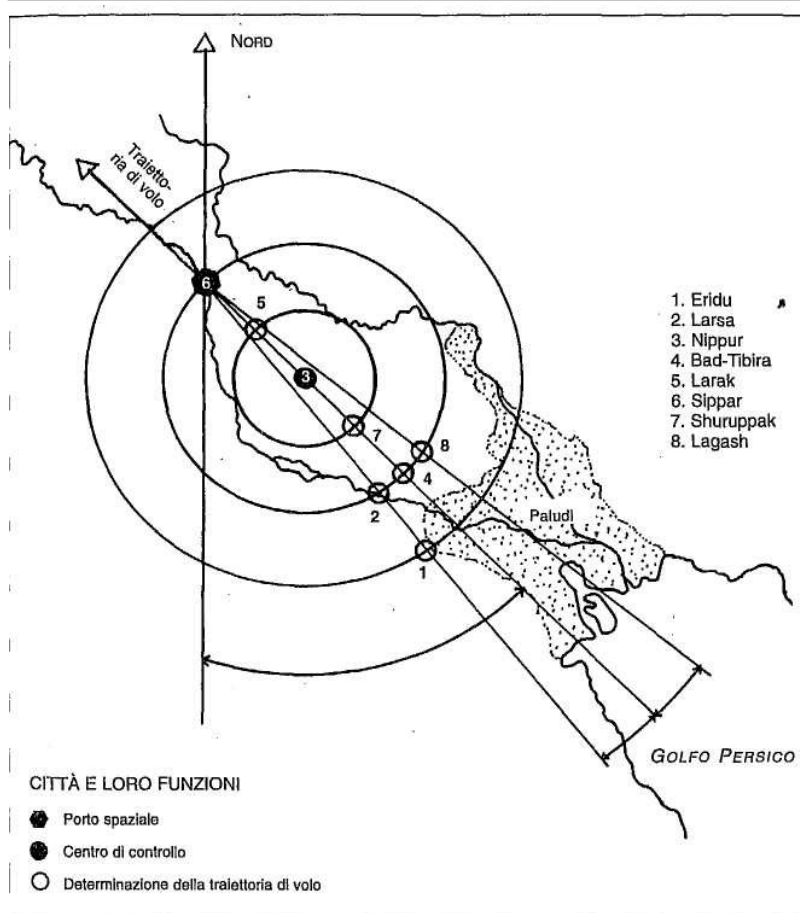 NORD
Traietto-
ria di volo
6
5
3
7
8
4
2
1
1. Eridu
2. Larsa
3. Nippur
4. Bad-Tibira
5. Larak
6. Sippar
7. Shuruppak
8. Lagash
Paludi
GOLFO PERSICO
CITTÀ E LORO FUNZIONI
Porto spaziale
Centro di controllo
Determinazione della traiettoria di volo